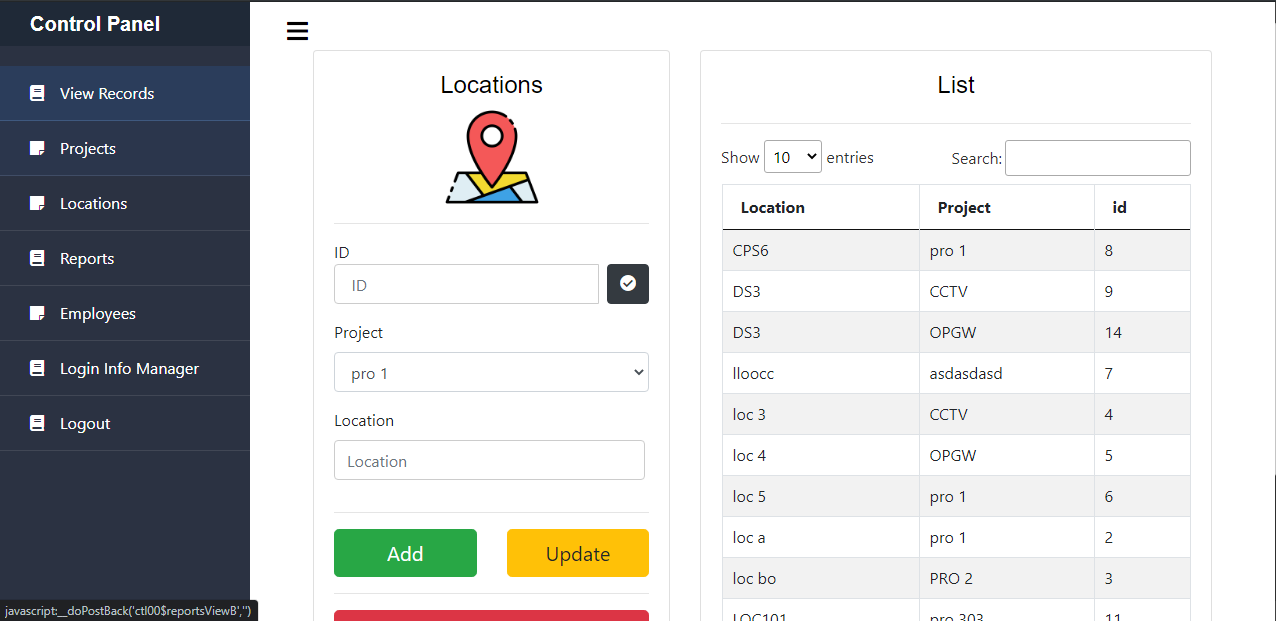 Control Panel
View Records
Projects
Locations
Reports
Employees
Login Info Manager
Logout
javascript:__doPostBack('ctl00$reportsViewB','')
Locations
ID
ID
Project
pro 1
Location
Location
Add
Update
List
Show 10 entries
Search:
Location Project id
CPS6 pro 1 8
DS3 CCTV 9
DS3 OPGW 14
lloocc asdasdasd 7
loc 3 CCTV 4
loc 4 OPGW 5
loc 5 pro 1 6
loc a pro 1 2
loc bo PRO 2 3
LOC101 pro 303 11